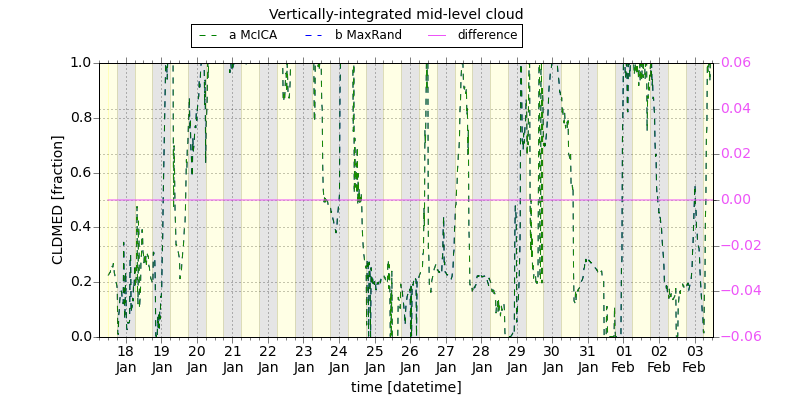 Vertically-integrated mid-level cloud
a McICA b MaxRand difference
CLDMED [fraction]
1.0
0.8
0.6
0.4
0.2
0.0
0.06
0.04
0.02
0.00
−0.02
−0.04
−0.06
18 19 20 21 22 23 24 25 26 27 28 29 30 31 01 02 03
Jan Jan Jan Jan Jan Jan Jan Jan Jan Jan Jan Jan Jan Jan Feb Feb Feb
time [datetime]